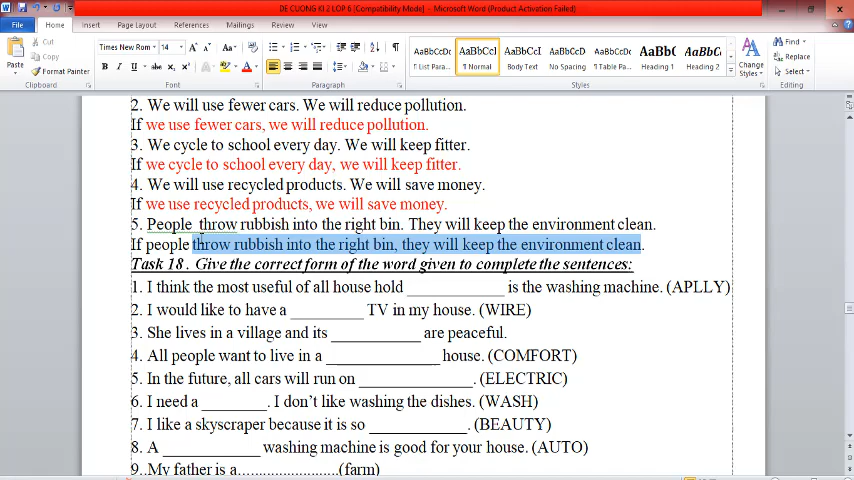 DE CUONG KI 2 LOP 6 [Compatibility Mode] - Microsoft Word (Product Activation Failed)
File Home Insert Page Layout References Mailings Review View
Cut
Copy
Format Painter
Paste
Clipboard
Times New Rom 14
Font
Paragraph
AaBbCcDc AaBbCcI AaBbCcI AaBbCcDc AaBbCcDc AaBbC AaBbCc
¶ List Para... ¶ Normal Body Text No Spacing ¶ Table Par... Heading 1 Heading 2
Styles
Change Styles
Find
Replace
Select
Editing
2. We will use fewer cars. We will reduce pollution.
If we use fewer cars, we will reduce pollution.
3. We cycle to school every day. We will keep fitter.
If we cycle to school every day, we will keep fitter.
4. We will use recycled products. We will save money.
If we use recycled products, we will save money.
5. People throw rubbish into the right bin. They will keep the environment clean.
If people throw rubbish into the right bin, they will keep the environment clean.
Task 18 . Give the correct form of the word given to complete the sentences:
1. I think the most useful of all house hold __________ is the washing machine. (APLLY)
2. I would like to have a ________ TV in my house. (WIRE)
3. She lives in a village and its __________ are peaceful.
4. All people want to live in a ____________ house. (COMFORT)
5. In the future, all cars will run on ____________. (ELECTRIC)
6. I need a _______. I don’t like washing the dishes. (WASH)
7. I like a skyscraper because it is so __________. (BEAUTY)
8. A __________ washing machine is good for your house. (AUTO)
9..My father is a.......................(farm)